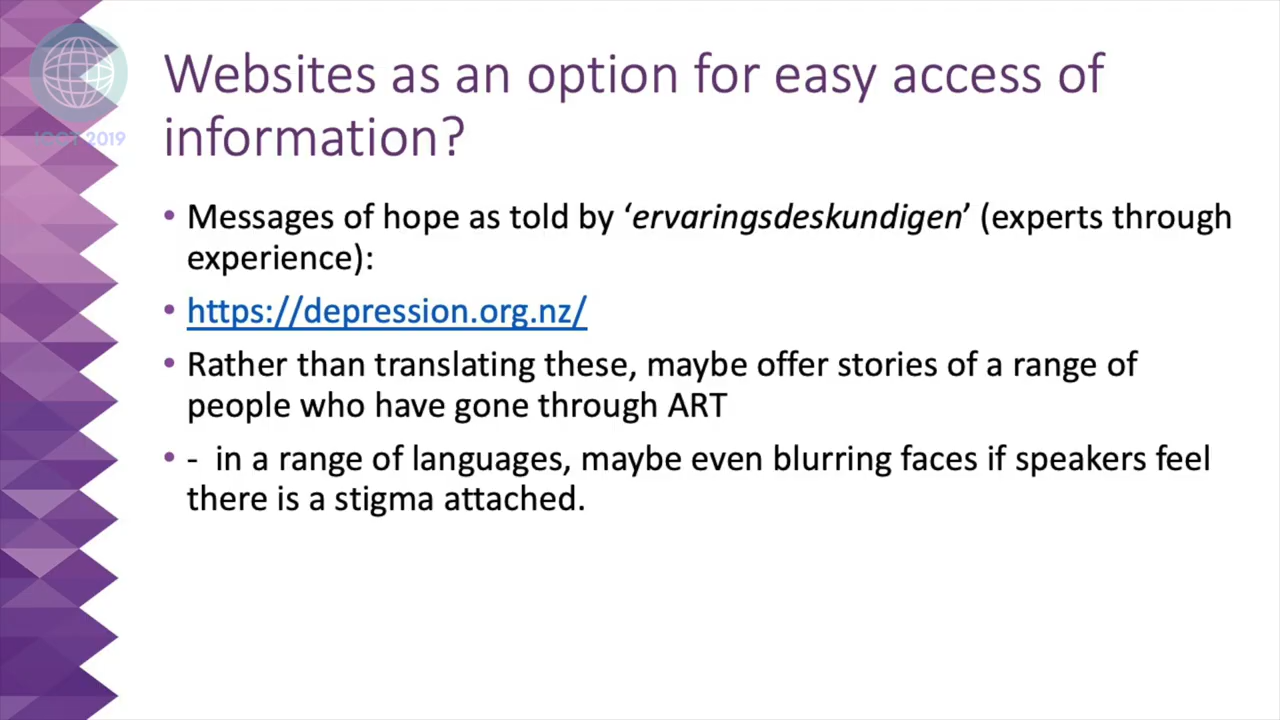 ICCT 2019
Websites as an option for easy access of
information?
• Messages of hope as told by ‘ervaringsdeskundigen’ (experts through
experience):
• https://depression.org.nz/
• Rather than translating these, maybe offer stories of a range of
people who have gone through ART
• - in a range of languages, maybe even blurring faces if speakers feel
there is a stigma attached.